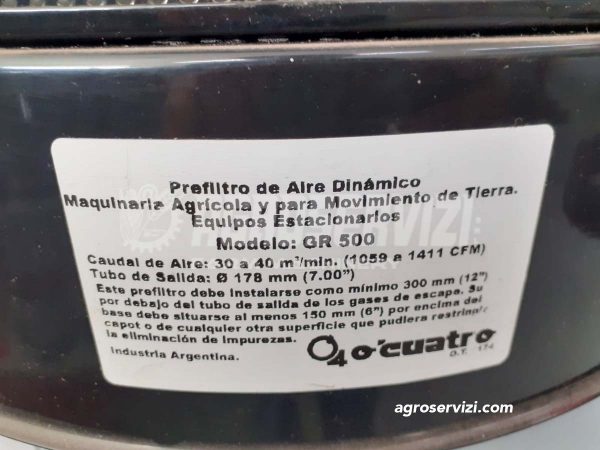 Prefiltro de Aire Dinámico
Maquinaria Agrícola y para Movimiento de Tierra.
Equipos Estacionarios
Modelo: GR 500
Caudal de Aire: 30 a 40 m³/min. (1059 a 1411 CFM)
Tubo de Salida: Ø 178 mm (7.00")
Este prefiltro debe instalarse como mínimo 300 mm (12")
por debajo del tubo de salida de los gases de escape. Su
base debe situarse al menos 150 mm (6") por encima del
capot o de cualquier otra superficie que pudiera restringir
la eliminación de impurezas.
Industria Argentina.
O4 o'cuatro
D.T. 174
agroservizi.com